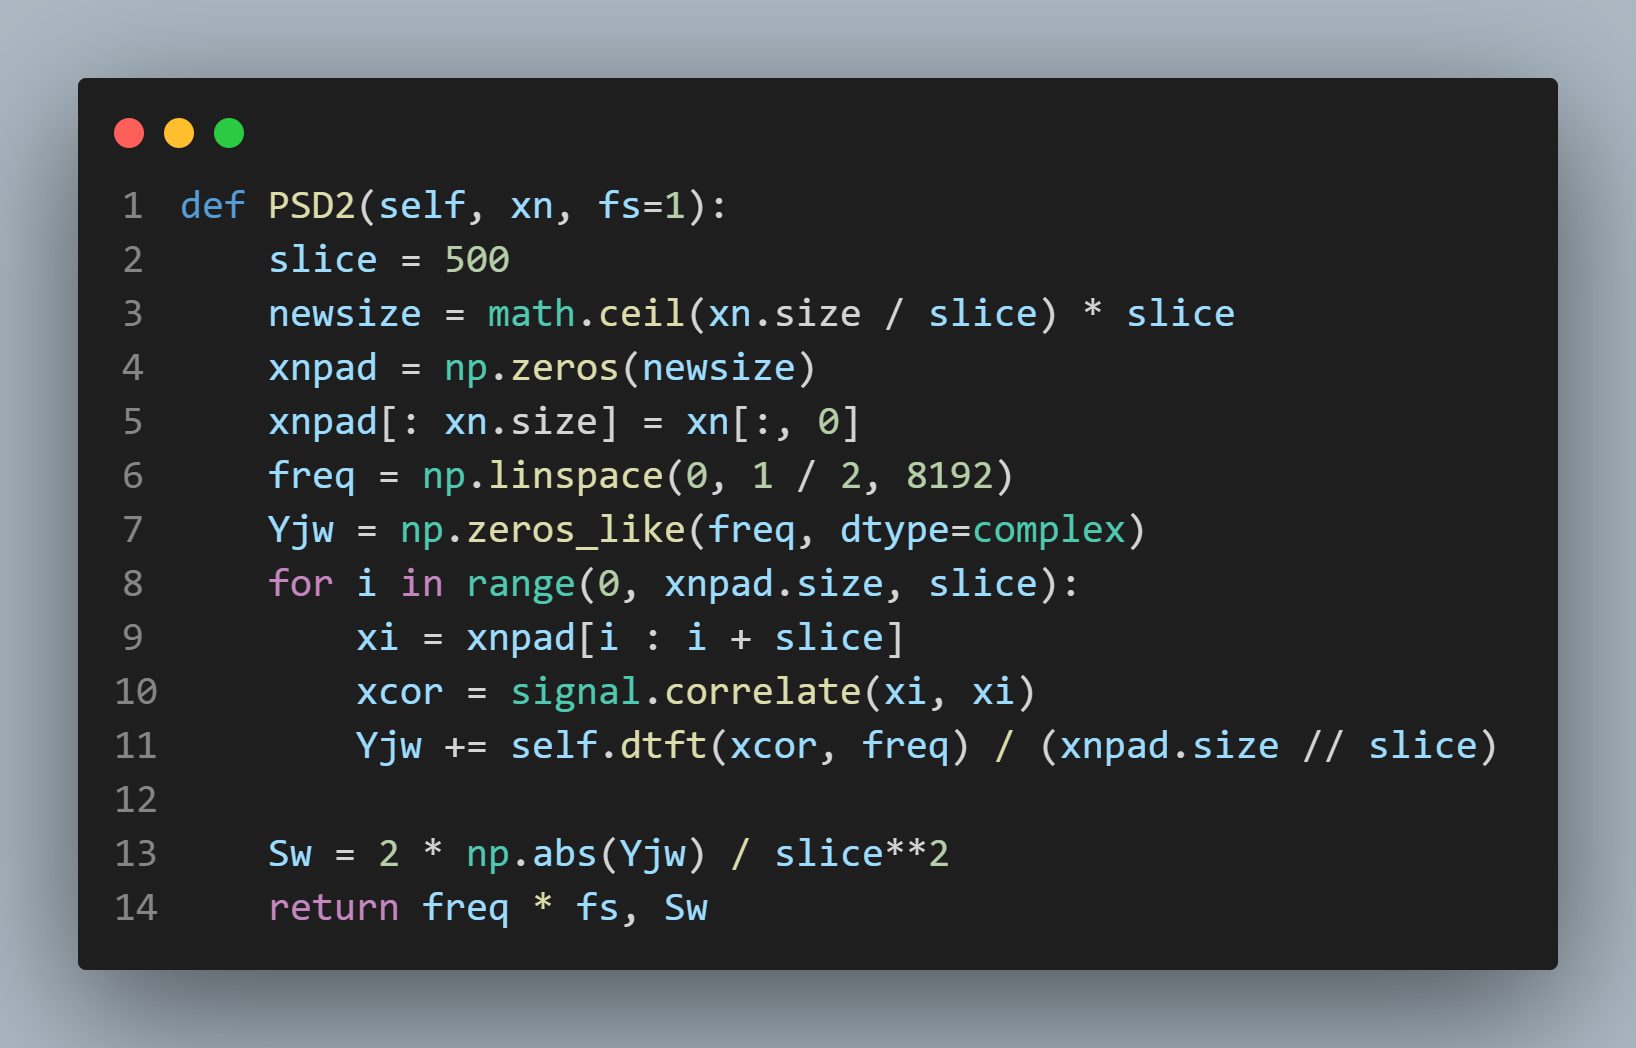 1 def PSD2(self, xn, fs=1):
2     slice = 500
3     newsize = math.ceil(xn.size / slice) * slice
4     xnpad = np.zeros(newsize)
5     xnpad[: xn.size] = xn[:, 0]
6     freq = np.linspace(0, 1 / 2, 8192)
7     Yjw = np.zeros_like(freq, dtype=complex)
8     for i in range(0, xnpad.size, slice):
9         xi = xnpad[i : i + slice]
10         xcor = signal.correlate(xi, xi)
11         Yjw += self.dtft(xcor, freq) / (xnpad.size // slice)
12
13     Sw = 2 * np.abs(Yjw) / slice**2
14     return freq * fs, Sw